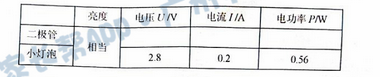 亮度 电压 U/V 电流 I/A 电功率 P/W
二极管
相当
小灯泡 2.8 0.2 0.56